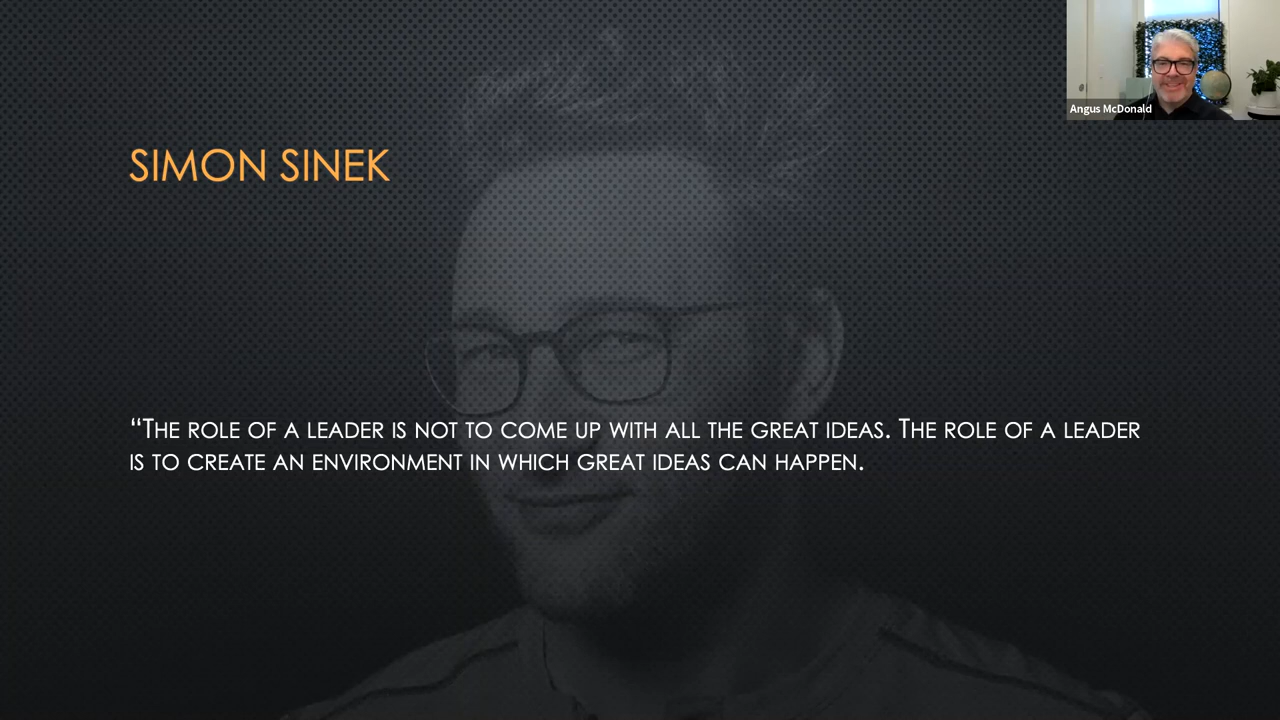 Angus McDonald
SIMON SINEK
“THE ROLE OF A LEADER IS NOT TO COME UP WITH ALL THE GREAT IDEAS. THE ROLE OF A LEADER
IS TO CREATE AN ENVIRONMENT IN WHICH GREAT IDEAS CAN HAPPEN.